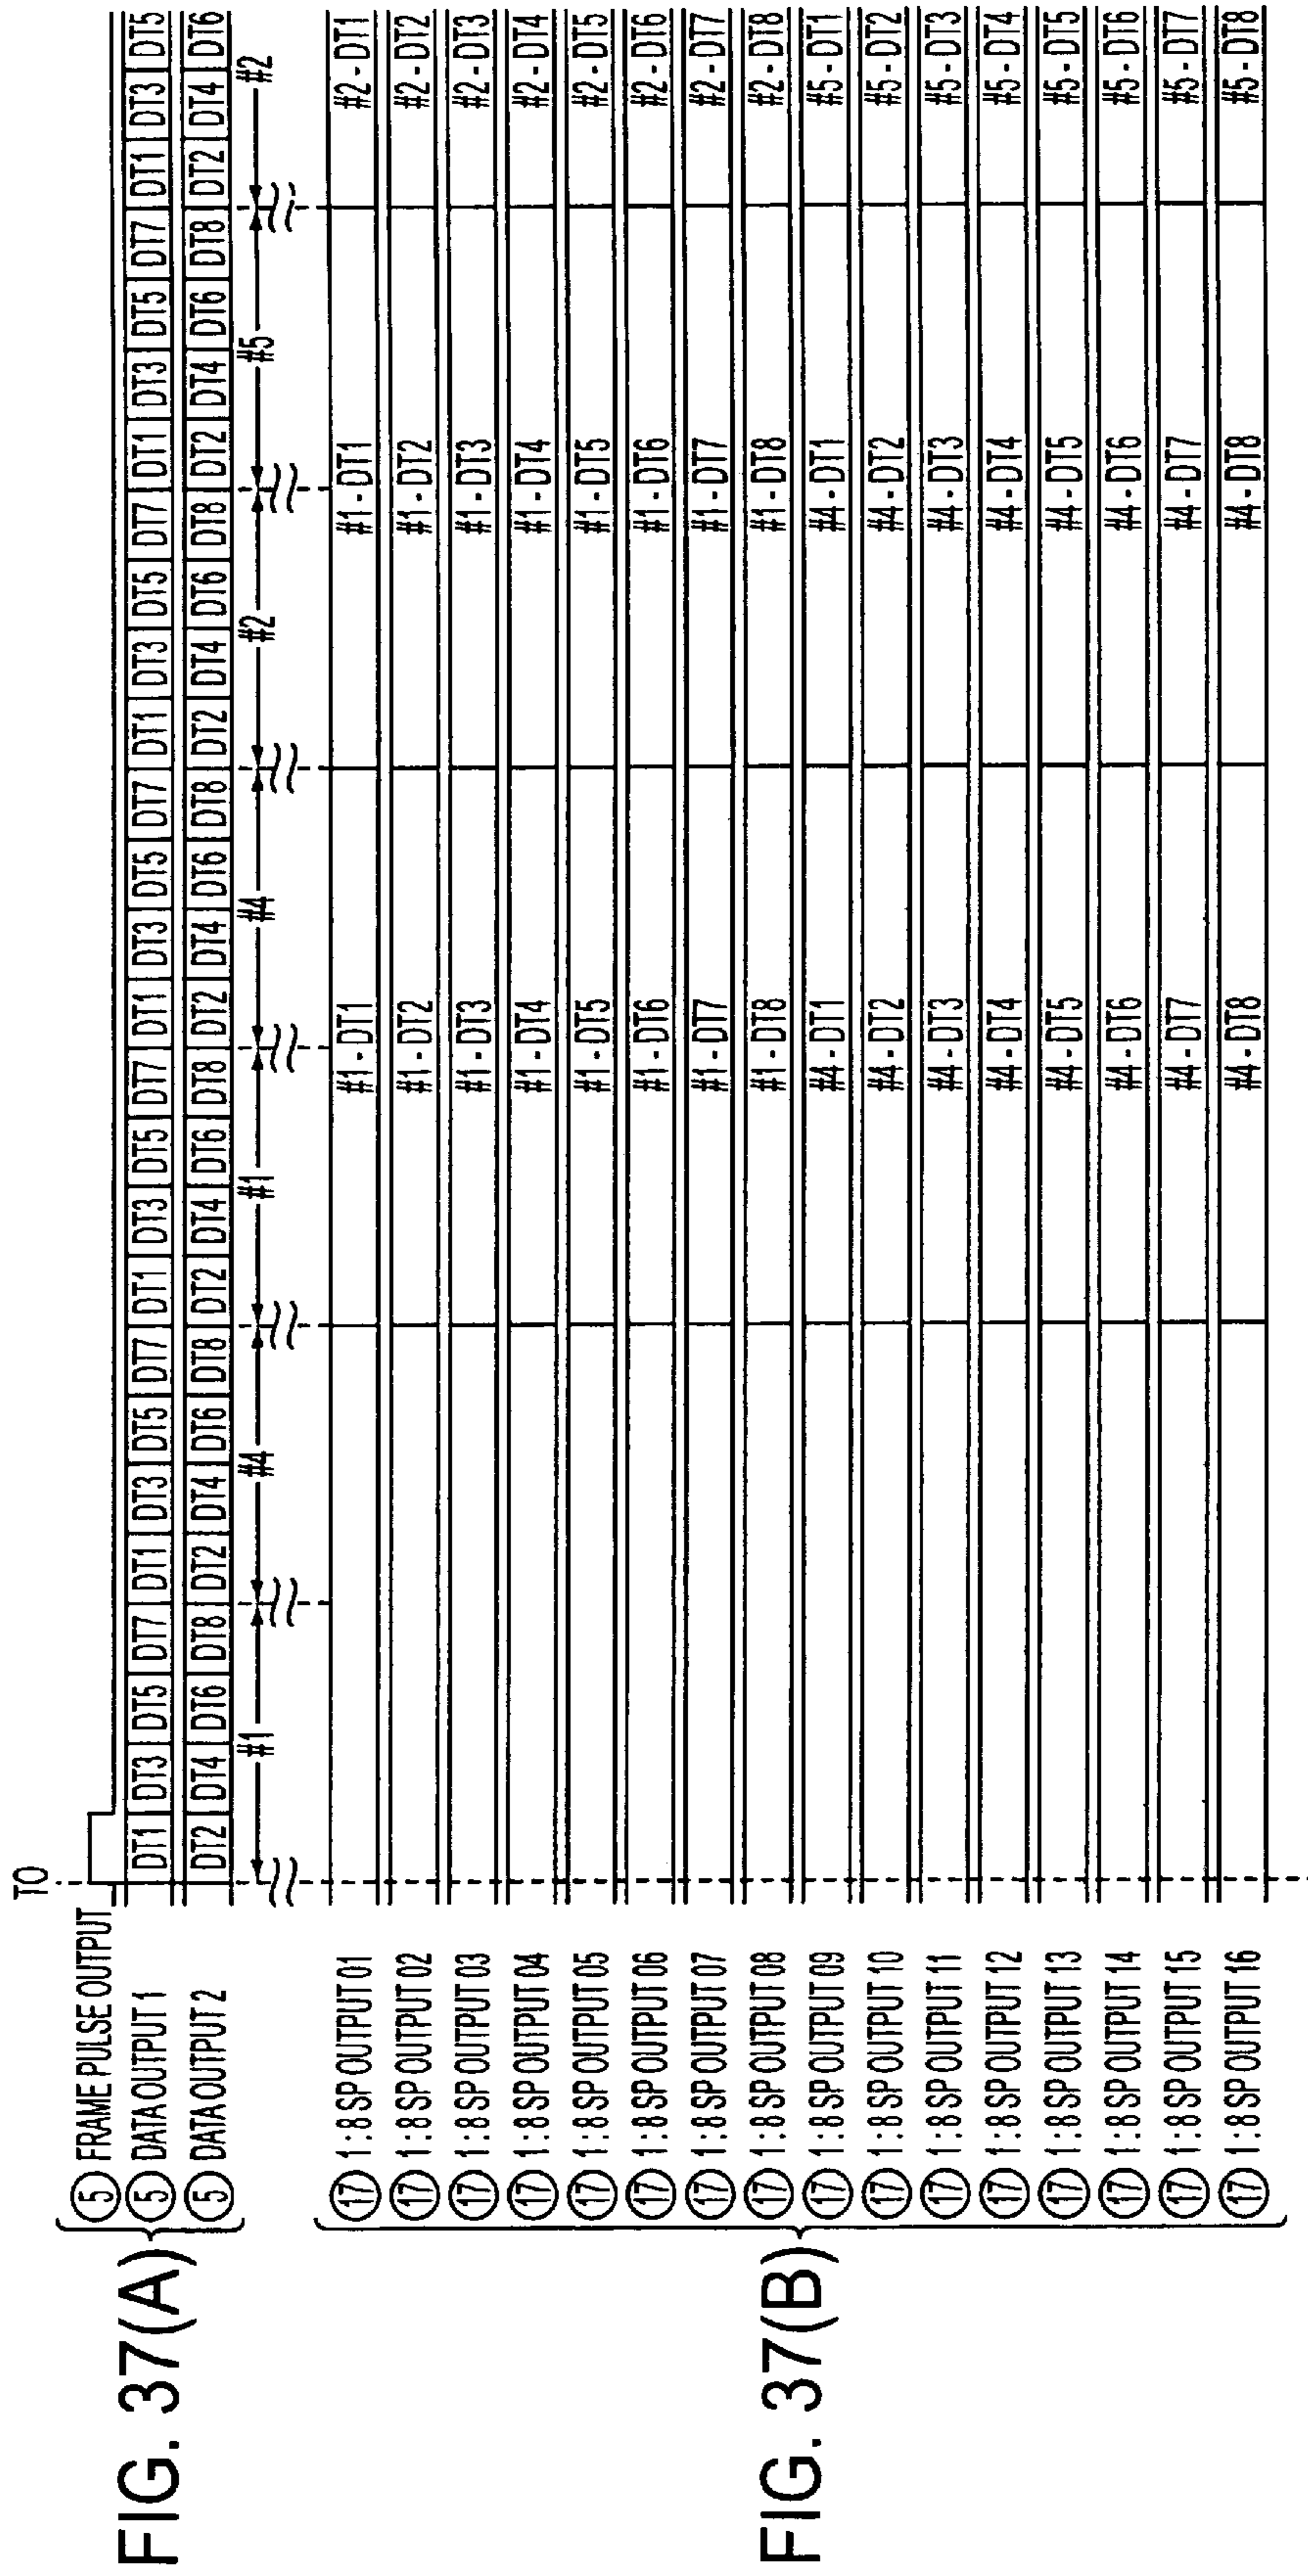 T0
FIG. 37(A)
⑤ FRAME PULSE OUTPUT
⑤ DATA OUTPUT 1 DT1 DT3 DT5 DT7 DT1 DT3 DT5 DT7 DT1 DT3 DT5 DT7 DT1 DT3 DT5 DT7 DT1 DT3 DT5 DT7 DT1 DT3 DT5 DT7 DT1 DT3 DT5
⑤ DATA OUTPUT 2 DT2 DT4 DT6 DT8 DT2 DT4 DT6 DT8 DT2 DT4 DT6 DT8 DT2 DT4 DT6 DT8 DT2 DT4 DT6 DT8 DT2 DT4 DT6 DT8 DT2 DT4 DT6
#1 #4 #1 #4 #2 #5 #2
FIG. 37(B)
⑰ 1:8 SP OUTPUT 01 #1-DT1 #1-DT1 #2-DT1
⑰ 1:8 SP OUTPUT 02 #1-DT2 #1-DT2 #2-DT2
⑰ 1:8 SP OUTPUT 03 #1-DT3 #1-DT3 #2-DT3
⑰ 1:8 SP OUTPUT 04 #1-DT4 #1-DT4 #2-DT4
⑰ 1:8 SP OUTPUT 05 #1-DT5 #1-DT5 #2-DT5
⑰ 1:8 SP OUTPUT 06 #1-DT6 #1-DT6 #2-DT6
⑰ 1:8 SP OUTPUT 07 #1-DT7 #1-DT7 #2-DT7
⑰ 1:8 SP OUTPUT 08 #1-DT8 #1-DT8 #2-DT8
⑰ 1:8 SP OUTPUT 09 #4-DT1 #4-DT1 #5-DT1
⑰ 1:8 SP OUTPUT 10 #4-DT2 #4-DT2 #5-DT2
⑰ 1:8 SP OUTPUT 11 #4-DT3 #4-DT3 #5-DT3
⑰ 1:8 SP OUTPUT 12 #4-DT4 #4-DT4 #5-DT4
⑰ 1:8 SP OUTPUT 13 #4-DT5 #4-DT5 #5-DT5
⑰ 1:8 SP OUTPUT 14 #4-DT6 #4-DT6 #5-DT6
⑰ 1:8 SP OUTPUT 15 #4-DT7 #4-DT7 #5-DT7
⑰ 1:8 SP OUTPUT 16 #4-DT8 #4-DT8 #5-DT8